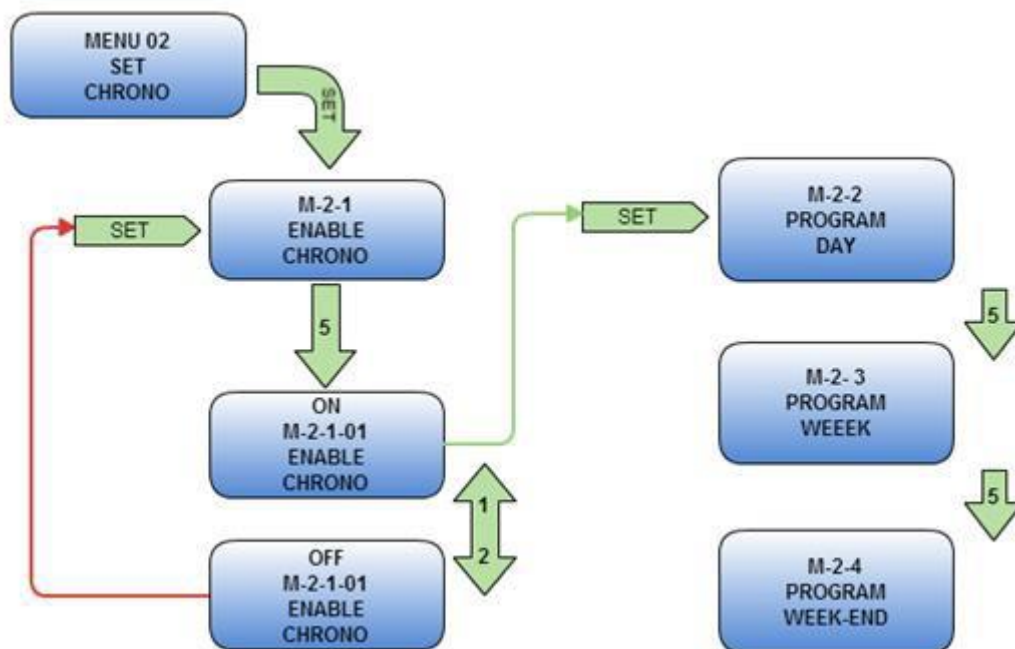 MENU 02
SET
CHRONO
SET
M-2-1
ENABLE
CHRONO
SET
5
ON
M-2-1-01
ENABLE
CHRONO
1
2
OFF
M-2-1-01
ENABLE
CHRONO
SET
M-2-2
PROGRAM
DAY
5
M-2- 3
PROGRAM
WEEEK
5
M-2-4
PROGRAM
WEEK-END